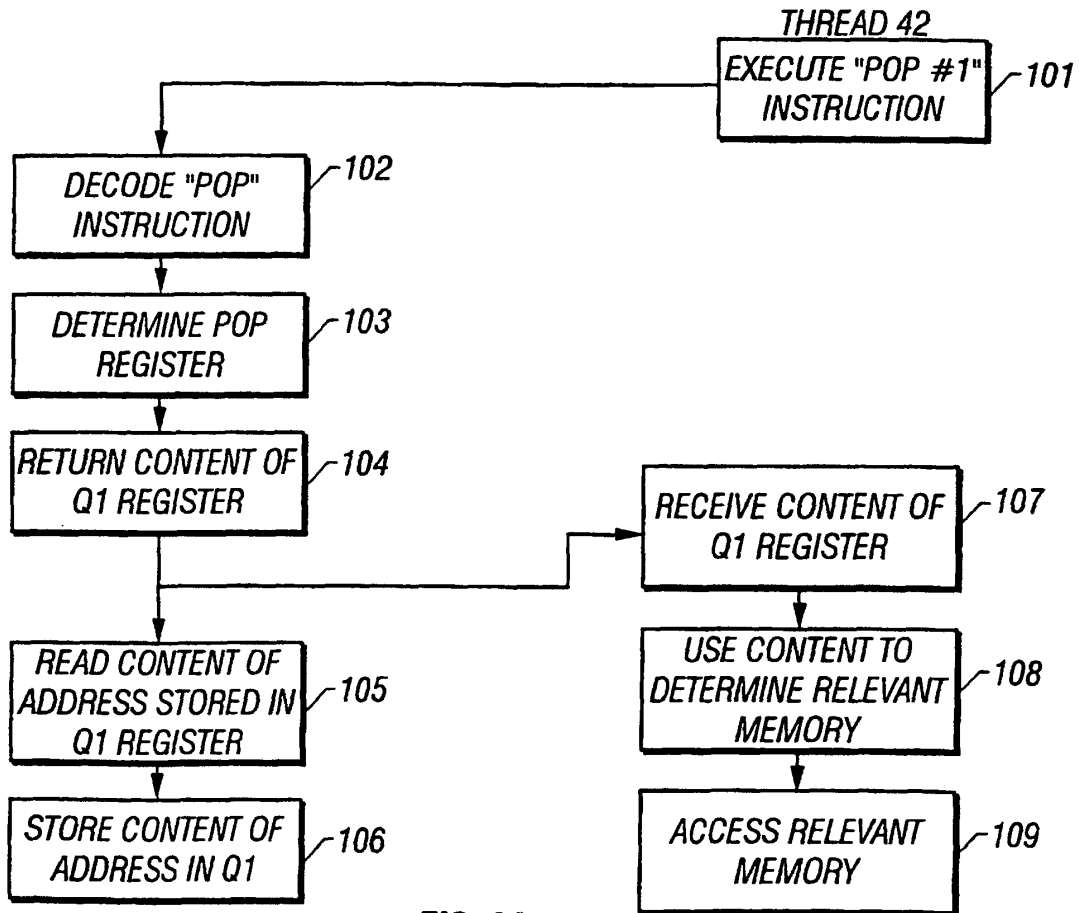 THREAD 42
EXECUTE "POP #1"
INSTRUCTION
101
DECODE "POP"
INSTRUCTION
102
DETERMINE POP
REGISTER
103
RETURN CONTENT OF
Q1 REGISTER
104
RECEIVE CONTENT OF
Q1 REGISTER
107
READ CONTENT OF
ADDRESS STORED IN
Q1 REGISTER
105
USE CONTENT TO
DETERMINE RELEVANT
MEMORY
108
STORE CONTENT OF
ADDRESS IN Q1
106
ACCESS RELEVANT
MEMORY
109